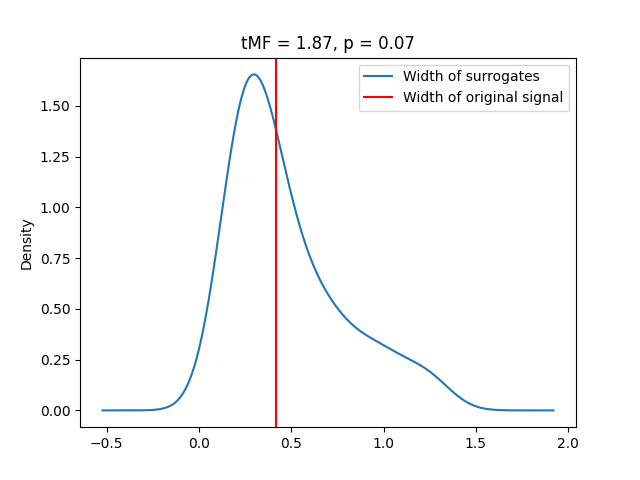 tMF = 1.87, p = 0.07
Width of surrogates
Width of original signal
Density
1.50
1.25
1.00
0.75
0.50
0.25
0.00
−0.5 0.0 0.5 1.0 1.5 2.0